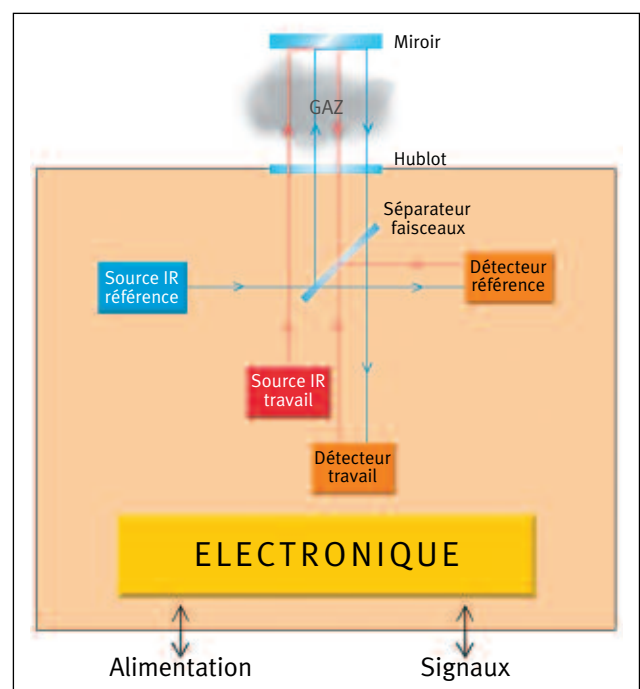 Miroir
GAZ
Hublot
Séparateur
faisceaux
Source IR
référence
Détecteur
référence
Source IR
travail
Détecteur
travail
ELECTRONIQUE
Alimentation
Signaux